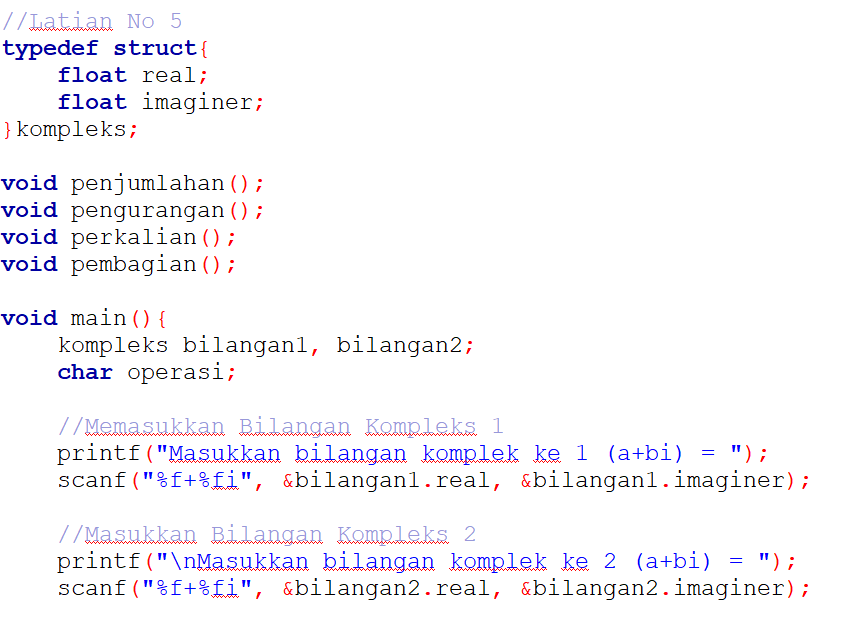 //Latian No 5
typedef struct{
    float real;
    float imaginer;
}kompleks;

void penjumlahan();
void pengurangan();
void perkalian();
void pembagian();

void main(){
    kompleks bilangan1, bilangan2;
    char operasi;

    //Memasukkan Bilangan Kompleks 1
    printf("Masukkan bilangan komplek ke 1 (a+bi) = ");
    scanf("%f+%fi", &bilangan1.real, &bilangan1.imaginer);

    //Masukkan Bilangan Kompleks 2
    printf("\nMasukkan bilangan komplek ke 2 (a+bi) = ");
    scanf("%f+%fi", &bilangan2.real, &bilangan2.imaginer);